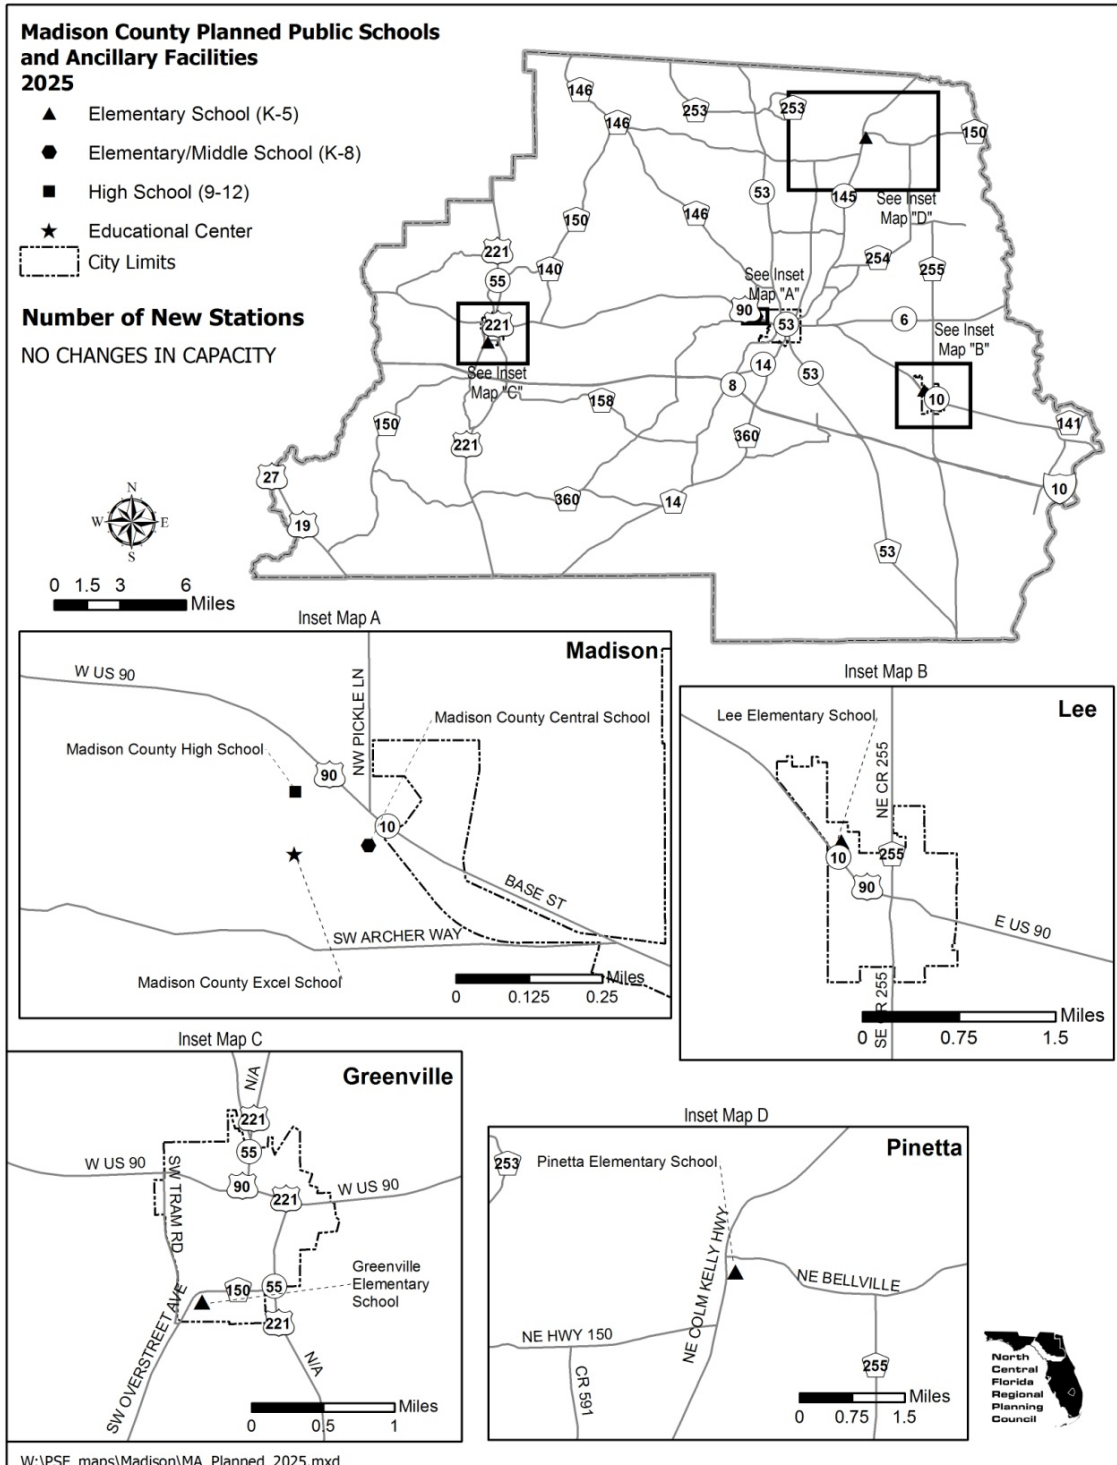 Madison County Planned Public Schools
and Ancillary Facilities
2025
Elementary School (K-5)
Elementary/Middle School (K-8)
High School (9-12)
Educational Center
City Limits
Number of New Stations
NO CHANGES IN CAPACITY
146
253
253
150
146
53
145
See Inset
Map "D"
150
146
221
254
255
140
55
See Inset
Map "A"
90
221
53
6
See Inset
Map "B"
See Inset
Map "C"
14
53
8
10
158
150
141
221
360
27
10
360
14
19
53
N
W
E
S
0 1.5 3 6
Miles
Inset Map A
Madison
W US 90
NW PICKLE LN
Madison County Central School
Madison County High School
90
10
BASE ST
SW ARCHER WAY
Madison County Excel School
Miles
0 0.125 0.25
Inset Map B
Lee
Lee Elementary School
NE CR 255
10
255
90
E US 90
SE CR 255
Miles
0 0.75 1.5
Inset Map C
Greenville
N/A
221
55
W US 90
SW TRAM RD
90
221
W US 90
Greenville
Elementary
School
150
55
221
SW OVERSTREET AVE
N/A
Miles
0 0.5 1
Inset Map D
Pinetta
253
Pinetta Elementary School
NE COLM KELLY HWY
NE BELLVILLE
NE HWY 150
CR 591
255
Miles
0 0.75 1.5
North
Central
Florida
Regional
Planning
Council
W:\PSE_maps\Madison\MA_Planned_2025.mxd